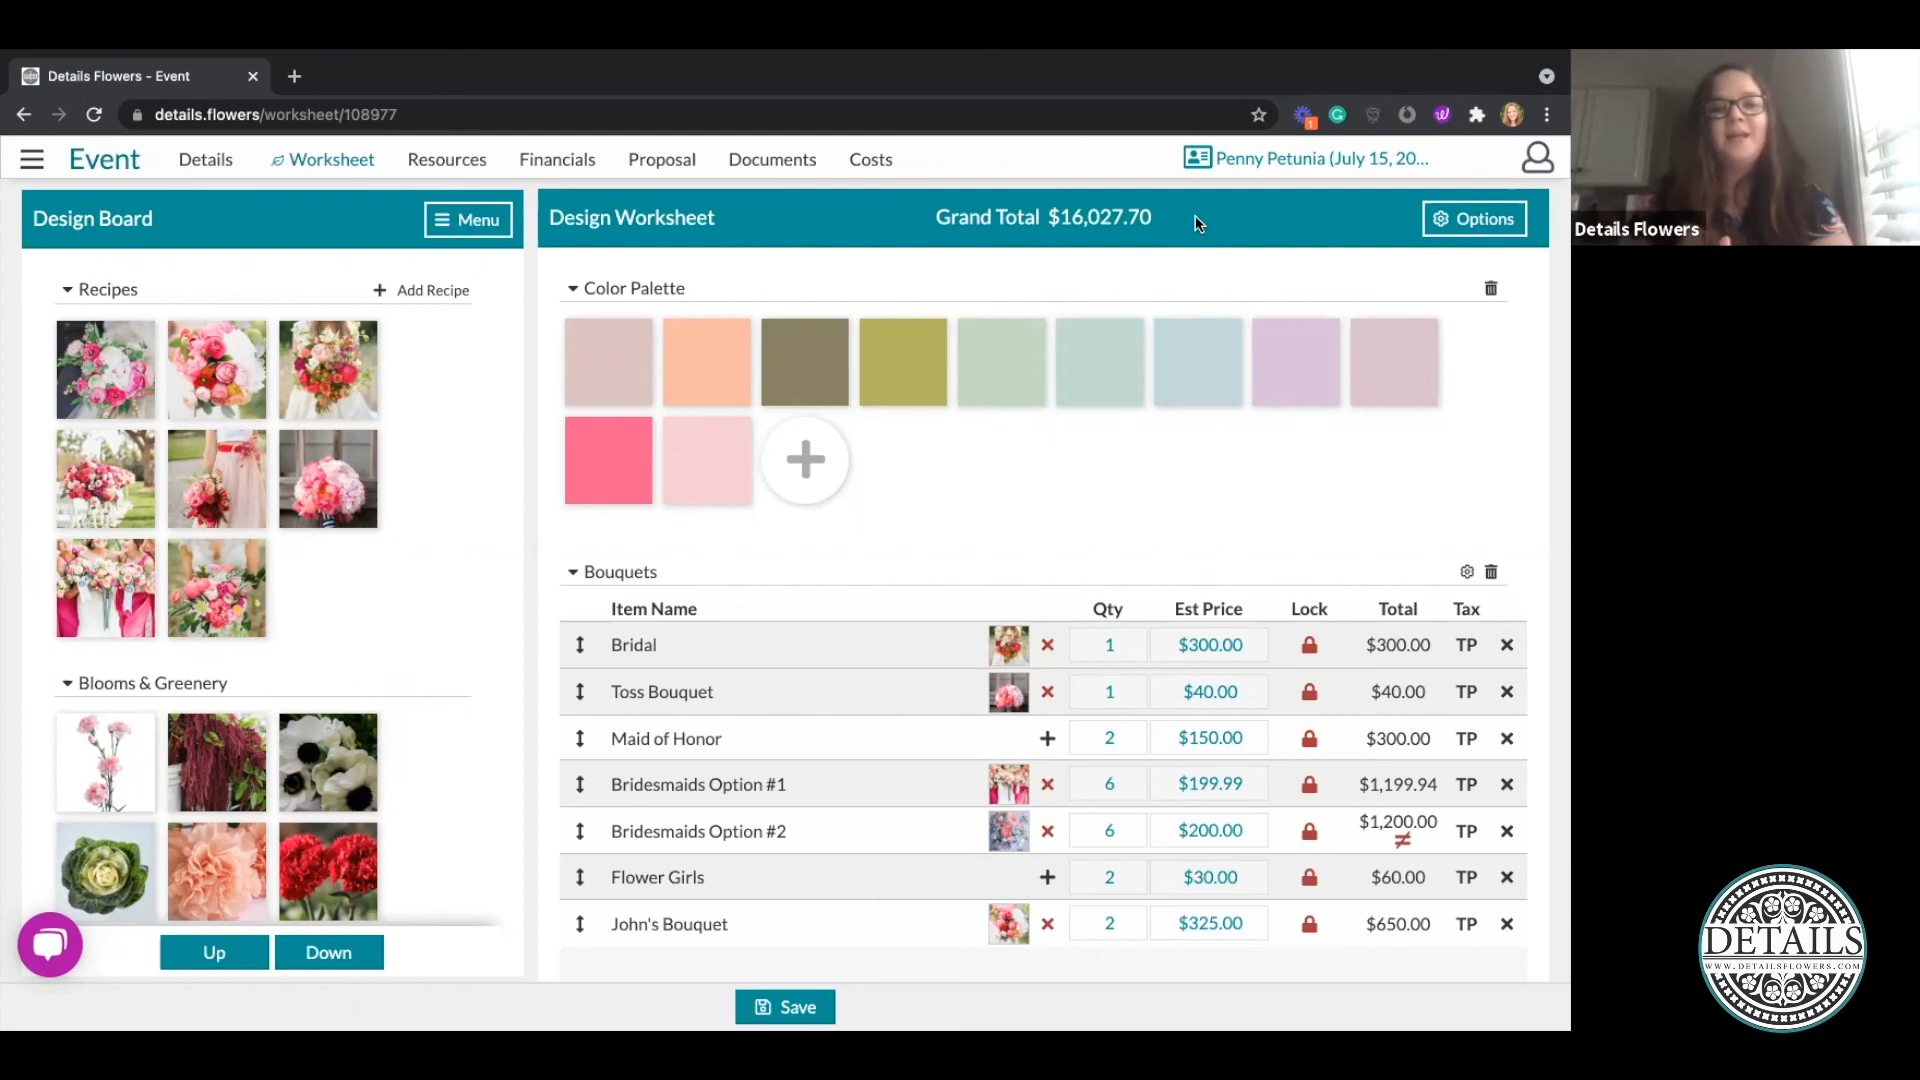 Details Flowers - Event
details.flowers/worksheet/108977
1
Event
Details
Worksheet
Resources
Financials
Proposal
Documents
Costs
Penny Petunia (July 15, 20...
Design Board
Menu
Design Worksheet
Grand Total $16,027.70
Options
Details Flowers
Recipes
Add Recipe
Color Palette
Bouquets
Item Name Qty Est Price Lock Total Tax
Bridal 1 $300.00 $300.00 TP
Toss Bouquet 1 $40.00 $40.00 TP
Maid of Honor 2 $150.00 $300.00 TP
Bridesmaids Option #1 6 $199.99 $1,199.94 TP
Bridesmaids Option #2 6 $200.00 $1,200.00 ≠ TP
Flower Girls 2 $30.00 $60.00 TP
John's Bouquet 2 $325.00 $650.00 TP
Blooms & Greenery
Up
Down
Save
DETAILS
WWW.DETAILSFLOWERS.COM